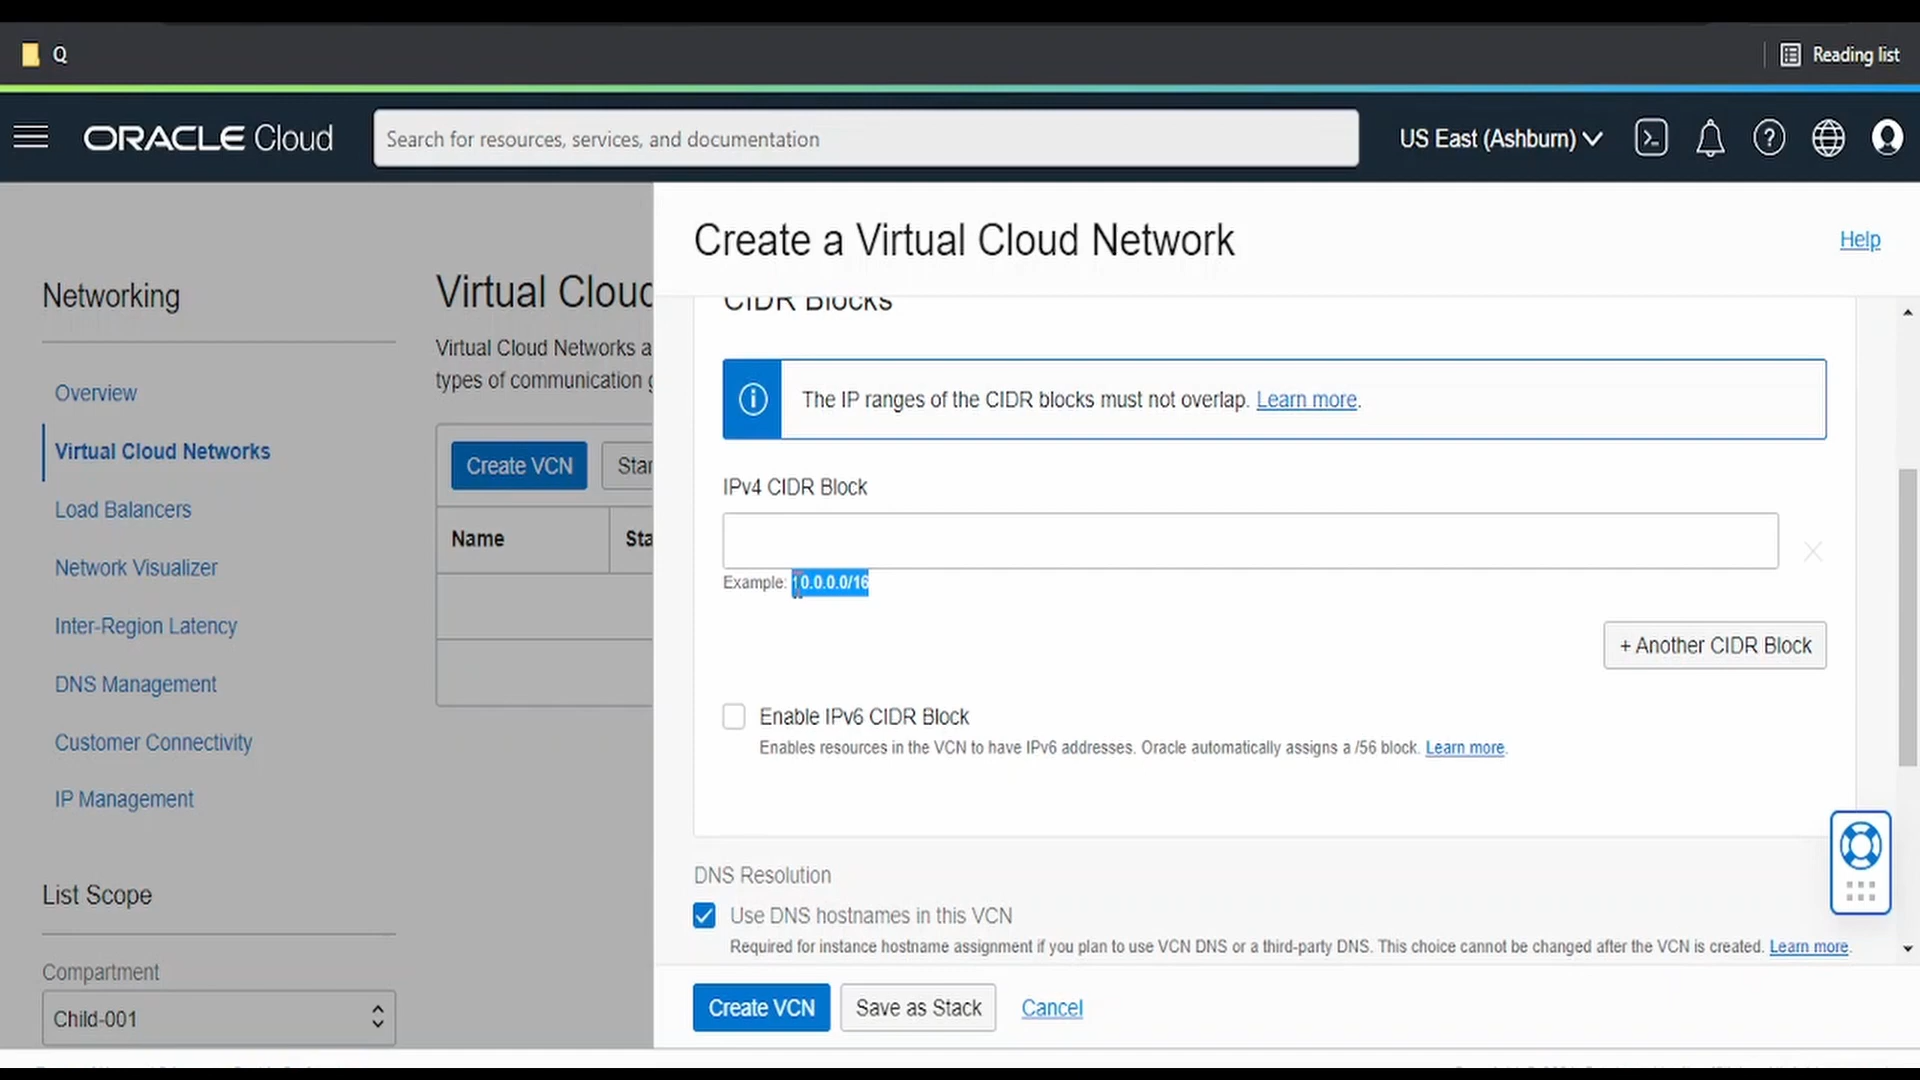 Q
Reading list
ORACLE Cloud
Search for resources, services, and documentation
US East (Ashburn)
Networking
Overview
Virtual Cloud Networks
Load Balancers
Network Visualizer
Inter-Region Latency
DNS Management
Customer Connectivity
IP Management
List Scope
Compartment
Child-001
Virtual Cloud
Virtual Cloud Networks a
types of communication
Create VCN
Star
Name
Sta
Create a Virtual Cloud Network
Help
CIDR Blocks
The IP ranges of the CIDR blocks must not overlap. Learn more.
IPv4 CIDR Block
Example: 10.0.0.0/16
+ Another CIDR Block
Enable IPv6 CIDR Block
Enables resources in the VCN to have IPv6 addresses. Oracle automatically assigns a /56 block. Learn more.
DNS Resolution
Use DNS hostnames in this VCN
Required for instance hostname assignment if you plan to use VCN DNS or a third-party DNS. This choice cannot be changed after the VCN is created. Learn more.
Create VCN
Save as Stack
Cancel